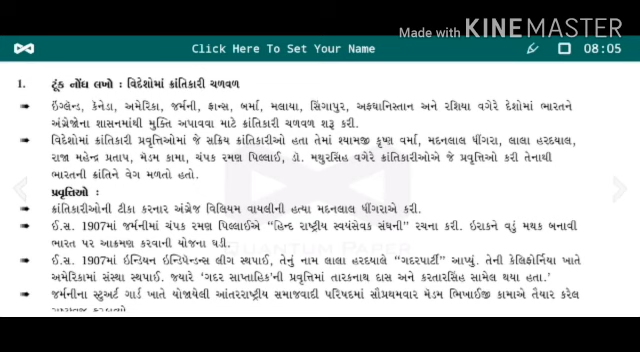 Made with KINEMASTER
Click Here To Set Your Name
08:05
1. ટૂંક નોંધ લખો : વિદેશોમાં ક્રાંતિકારી ચળવળ
➠ ઇંગ્લેન્ડ, કેનેડા, અમેરિકા, જર્મની, ફ્રાન્સ, બર્મા, મલાયા, સિંગાપુર, અફઘાનિસ્તાન અને રશિયા વગેરે દેશોમાં ભારતને
અંગ્રેજોના શાસનમાંથી મુક્તિ અપાવવા માટે ક્રાંતિકારી ચળવળ શરૂ કરી.
➠ વિદેશોમાં ક્રાંતિકારી પ્રવૃત્તિઓમાં જે સક્રિય ક્રાંતિકારીઓ હતા તેમાં શ્યામજી કૃષ્ણ વર્મા, મદનલાલ ધીંગરા, લાલા હરદયાલ,
રાજા મહેન્દ્ર પ્રતાપ, મેડમ કામા, ચંપક રમણ પિલ્લાઈ, ડૉ. મથુરસિંહ વગેરે ક્રાંતિકારીઓએ જે પ્રવૃત્તિઓ કરી તેનાથી
ભારતની ક્રાંતિને વેગ મળતો હતો.
પ્રવૃત્તિઓ :
➠ ક્રાંતિકારીઓની ટીકા કરનાર અંગ્રેજ વિલિયમ વાયલીની હત્યા મદનલાલ ધીંગરાએ કરી.
➠ ઈ.સ. 1907માં જર્મનીમાં ચંપક રમણ પિલ્લાઈએ “હિન્દ રાષ્ટ્રીય સ્વયંસેવક સંઘની” રચના કરી. ઇરાકને વડું મથક બનાવી
ભારત પર આક્રમણ કરવાની યોજના ઘડી.
QUANTUM PAPER
➠ ઈ.સ. 1907માં ઇન્ડિયન ઇન્ડિપેન્ડન્સ લીગ સ્થપાઈ, તેનું નામ લાલા હરદયાલે “ગદરપાર્ટી” આપ્યું. તેની કેલિફોર્નિયા ખાતે
અમેરિકામાં સંસ્થા સ્થપાઈ. જ્યારે ‘ગદર સાપ્તાહિક’ની પ્રવૃત્તિમાં તારકનાથ દાસ અને કરતારસિંહ સામેલ થયા હતા.’
➠ જર્મનીના સ્ટુઅર્ટ ગાર્ડ ખાતે યોજાયેલી આંતરરાષ્ટ્રીય સમાજવાદી પરિષદમાં સૌપ્રથમવાર મેડમ ભિખાઈજી કામાએ તૈયાર કરેલ